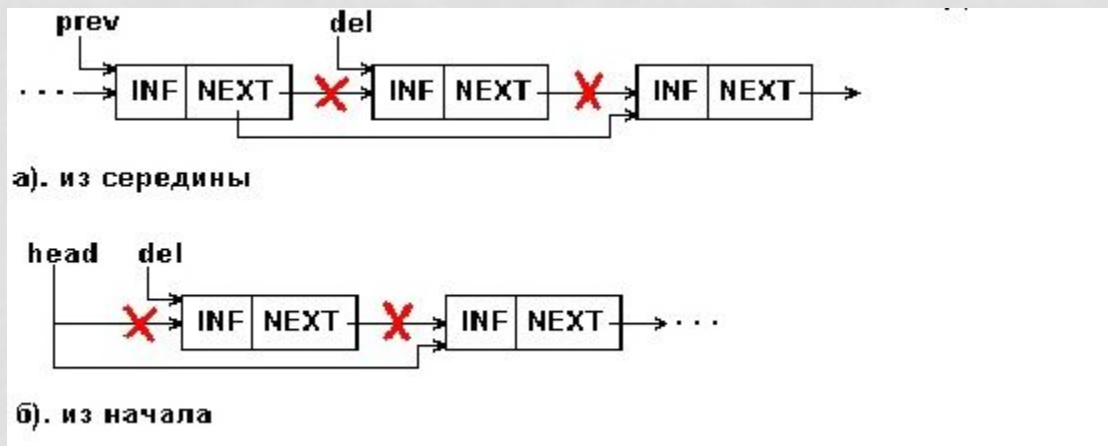 prev del
... INF NEXT INF NEXT INF NEXT
а). из середины
head del
INF NEXT INF NEXT ...
б). из начала